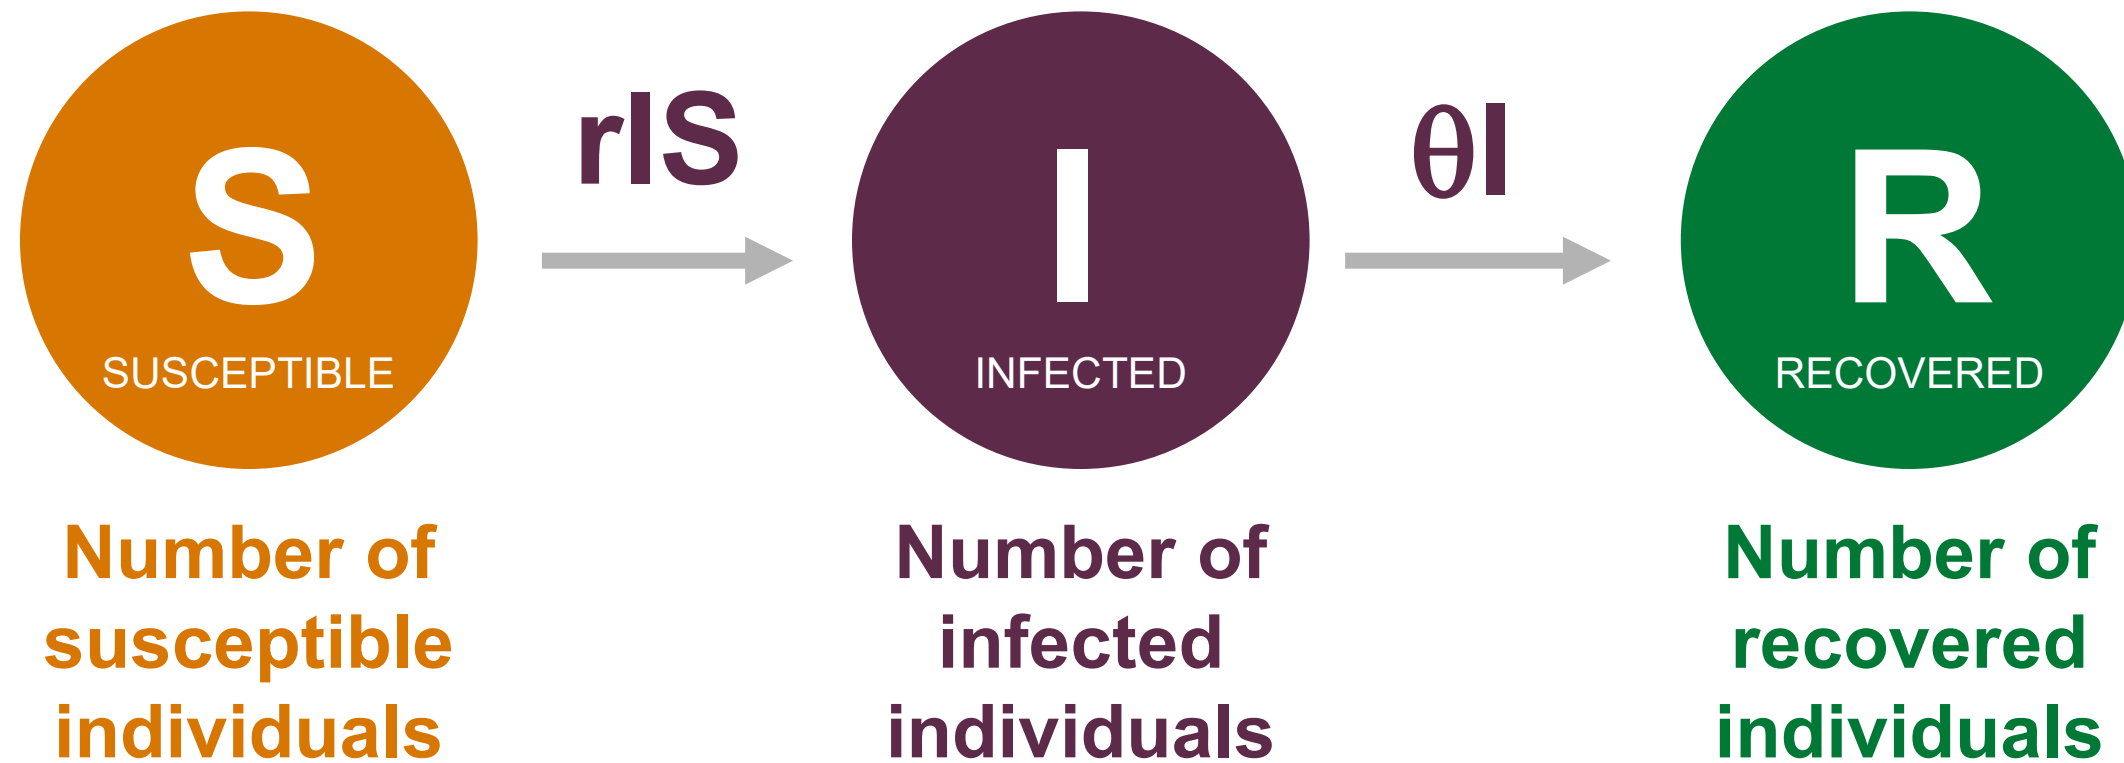 S
SUSCEPTIBLE
rIS
I
INFECTED
θI
R
RECOVERED
Number of
susceptible
individuals
Number of
infected
individuals
Number of
recovered
individuals